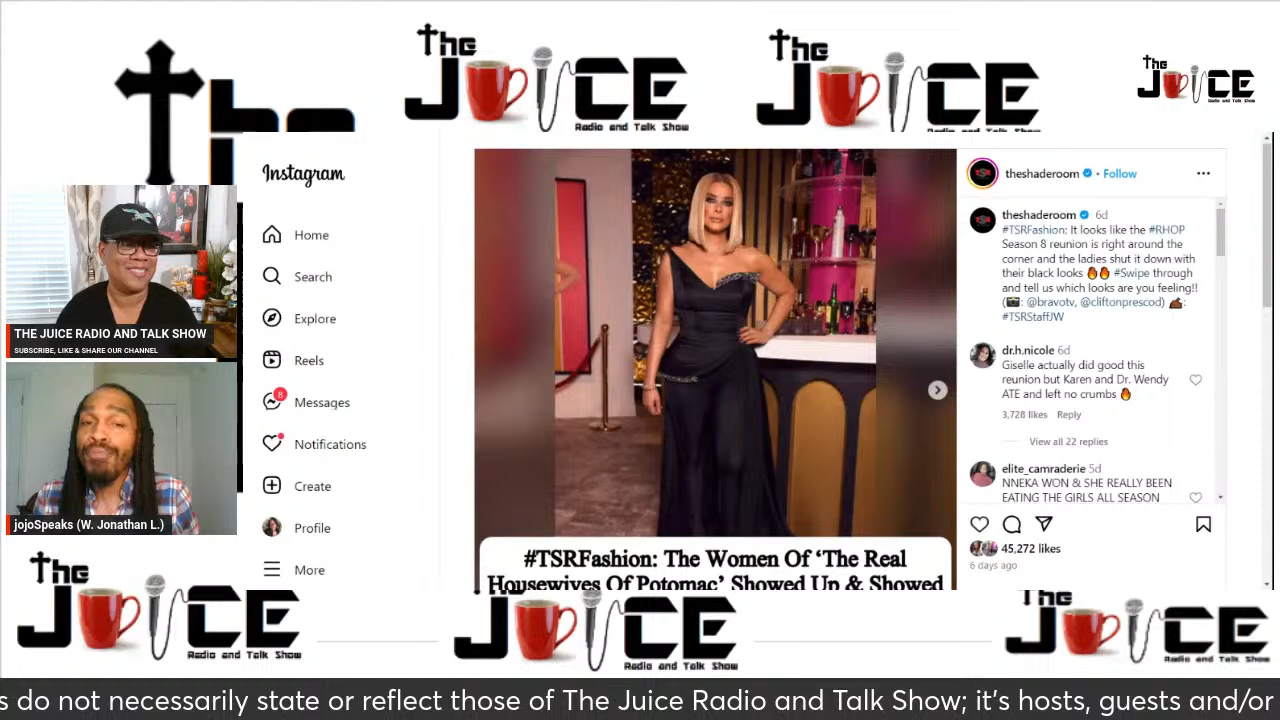 The
JUICE
Radio and Talk Show
The
JUICE
Radio and Talk Show
The
JUICE
Radio and Talk Show
the
Instagram
Home
Search
Explore
Reels
8
Messages
Notifications
Create
Profile
More
THE JUICE RADIO AND TALK SHOW
SUBSCRIBE, LIKE & SHARE OUR CHANNEL
jojoSpeaks (W. Jonathan L.)
#TSRFashion: The Women Of ‘The Real
Housewives Of Potomac’ Showed Up & Showed
theshaderoom • Follow
theshaderoom 6d
#TSRFashion: It looks like the #RHOP
Season 8 reunion is right around the
corner and the ladies shut it down with
their black looks 🔥🔥 #Swipe through
and tell us which looks are you feeling!!
(📸: @bravotv, @cliftonprescod) ✍🏾:
#TSRStaffJW
dr.h.nicole 6d
Giselle actually did good this
reunion but Karen and Dr. Wendy
ATE and left no crumbs 🔥
3,728 likes Reply
View all 22 replies
elite_camraderie 5d
NNEKA WON & SHE REALLY BEEN
EATING THE GIRLS ALL SEASON
45,272 likes
6 days ago
The
JUICE
Radio and Talk Show
JUICE
Radio and Talk Show
The
JUICE
Radio and Talk Show
s do not necessarily state or reflect those of The Juice Radio and Talk Show; it's hosts, guests and/or